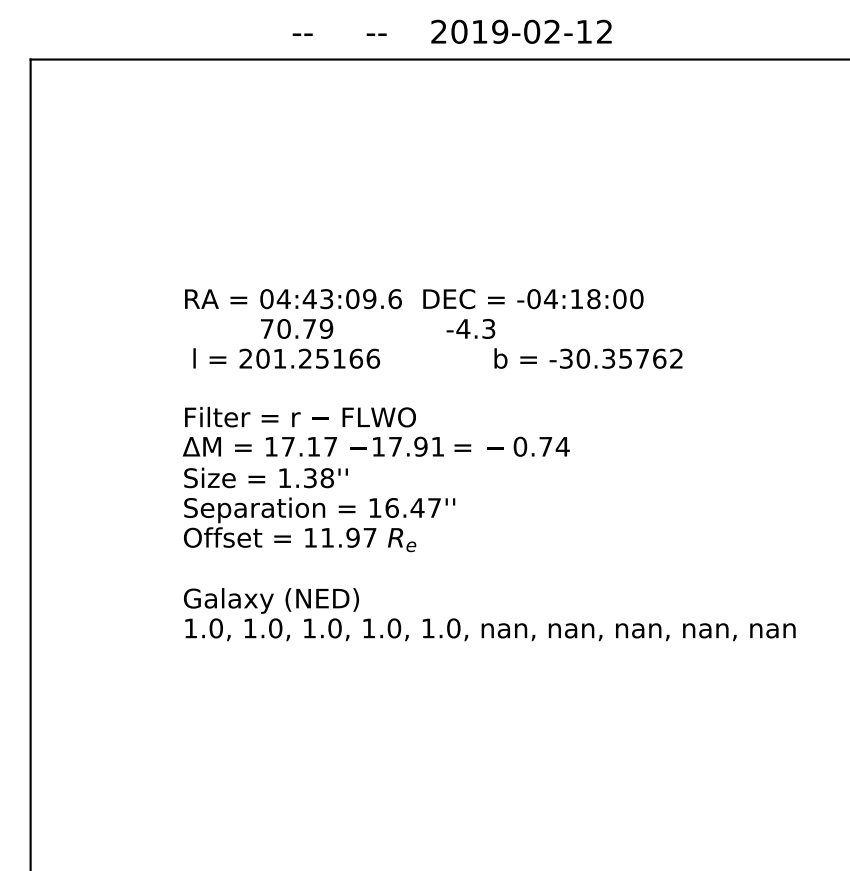 -- -- 2019-02-12
RA = 04:43:09.6 DEC = -04:18:00
70.79 -4.3
l = 201.25166 b = -30.35762
Filter = r − FLWO
ΔM = 17.17 −17.91 = − 0.74
Size = 1.38''
Separation = 16.47''
Offset = 11.97 Re
Galaxy (NED)
1.0, 1.0, 1.0, 1.0, 1.0, nan, nan, nan, nan, nan